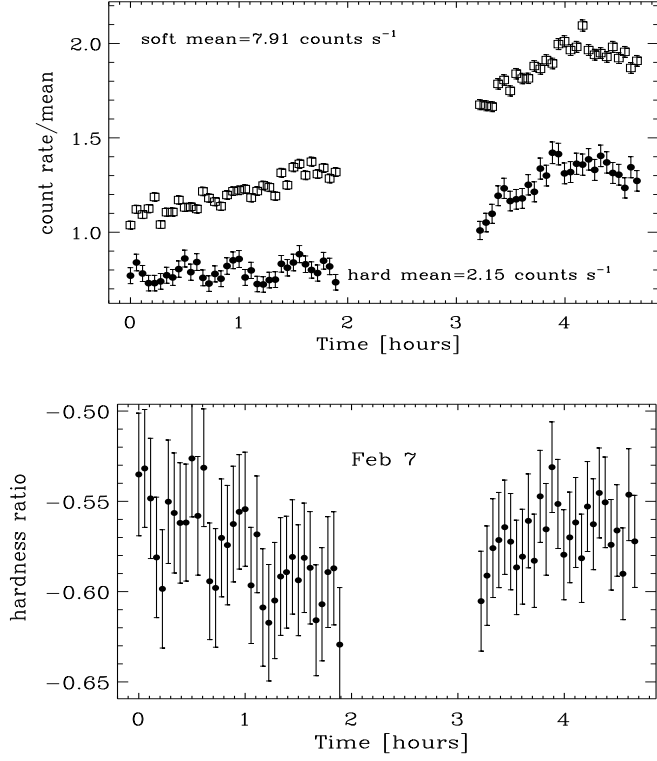 2.0
soft mean=7.91 counts s⁻¹
1.5
1.0
hard mean=2.15 counts s⁻¹
count rate/mean
0 1 2 3 4
Time [hours]
−0.50
Feb 7
−0.55
−0.60
−0.65
hardness ratio
0 1 2 3 4
Time [hours]